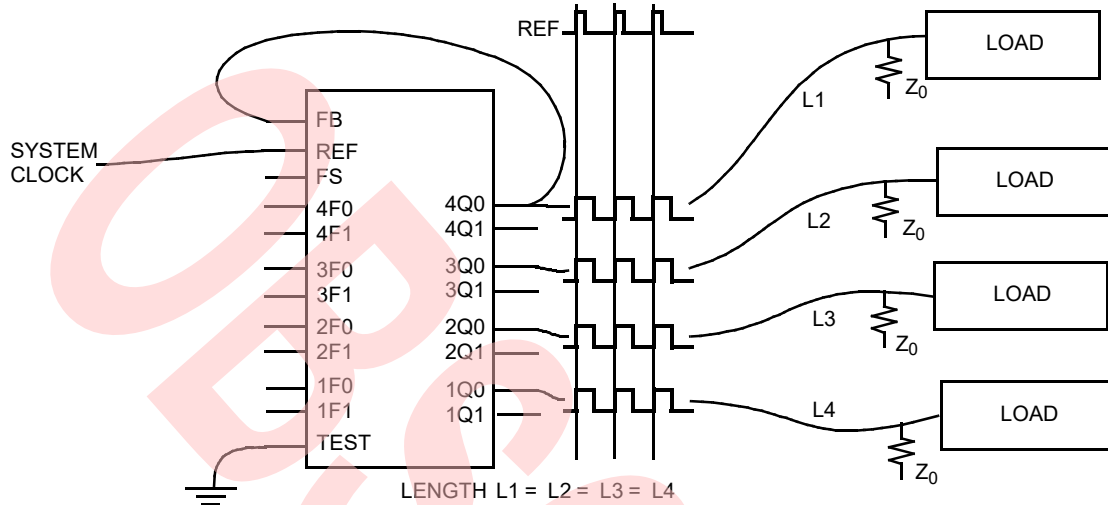 REF
LOAD
L1
Z0
FB
SYSTEM
CLOCK
REF
FS
4F0
4F1
3F0
3F1
2F0
2F1
1F0
1F1
TEST
4Q0
4Q1
3Q0
3Q1
2Q0
2Q1
1Q0
1Q1
LOAD
L2
Z0
LOAD
L3
Z0
LOAD
L4
Z0
LENGTH L1 = L2 = L3 = L4